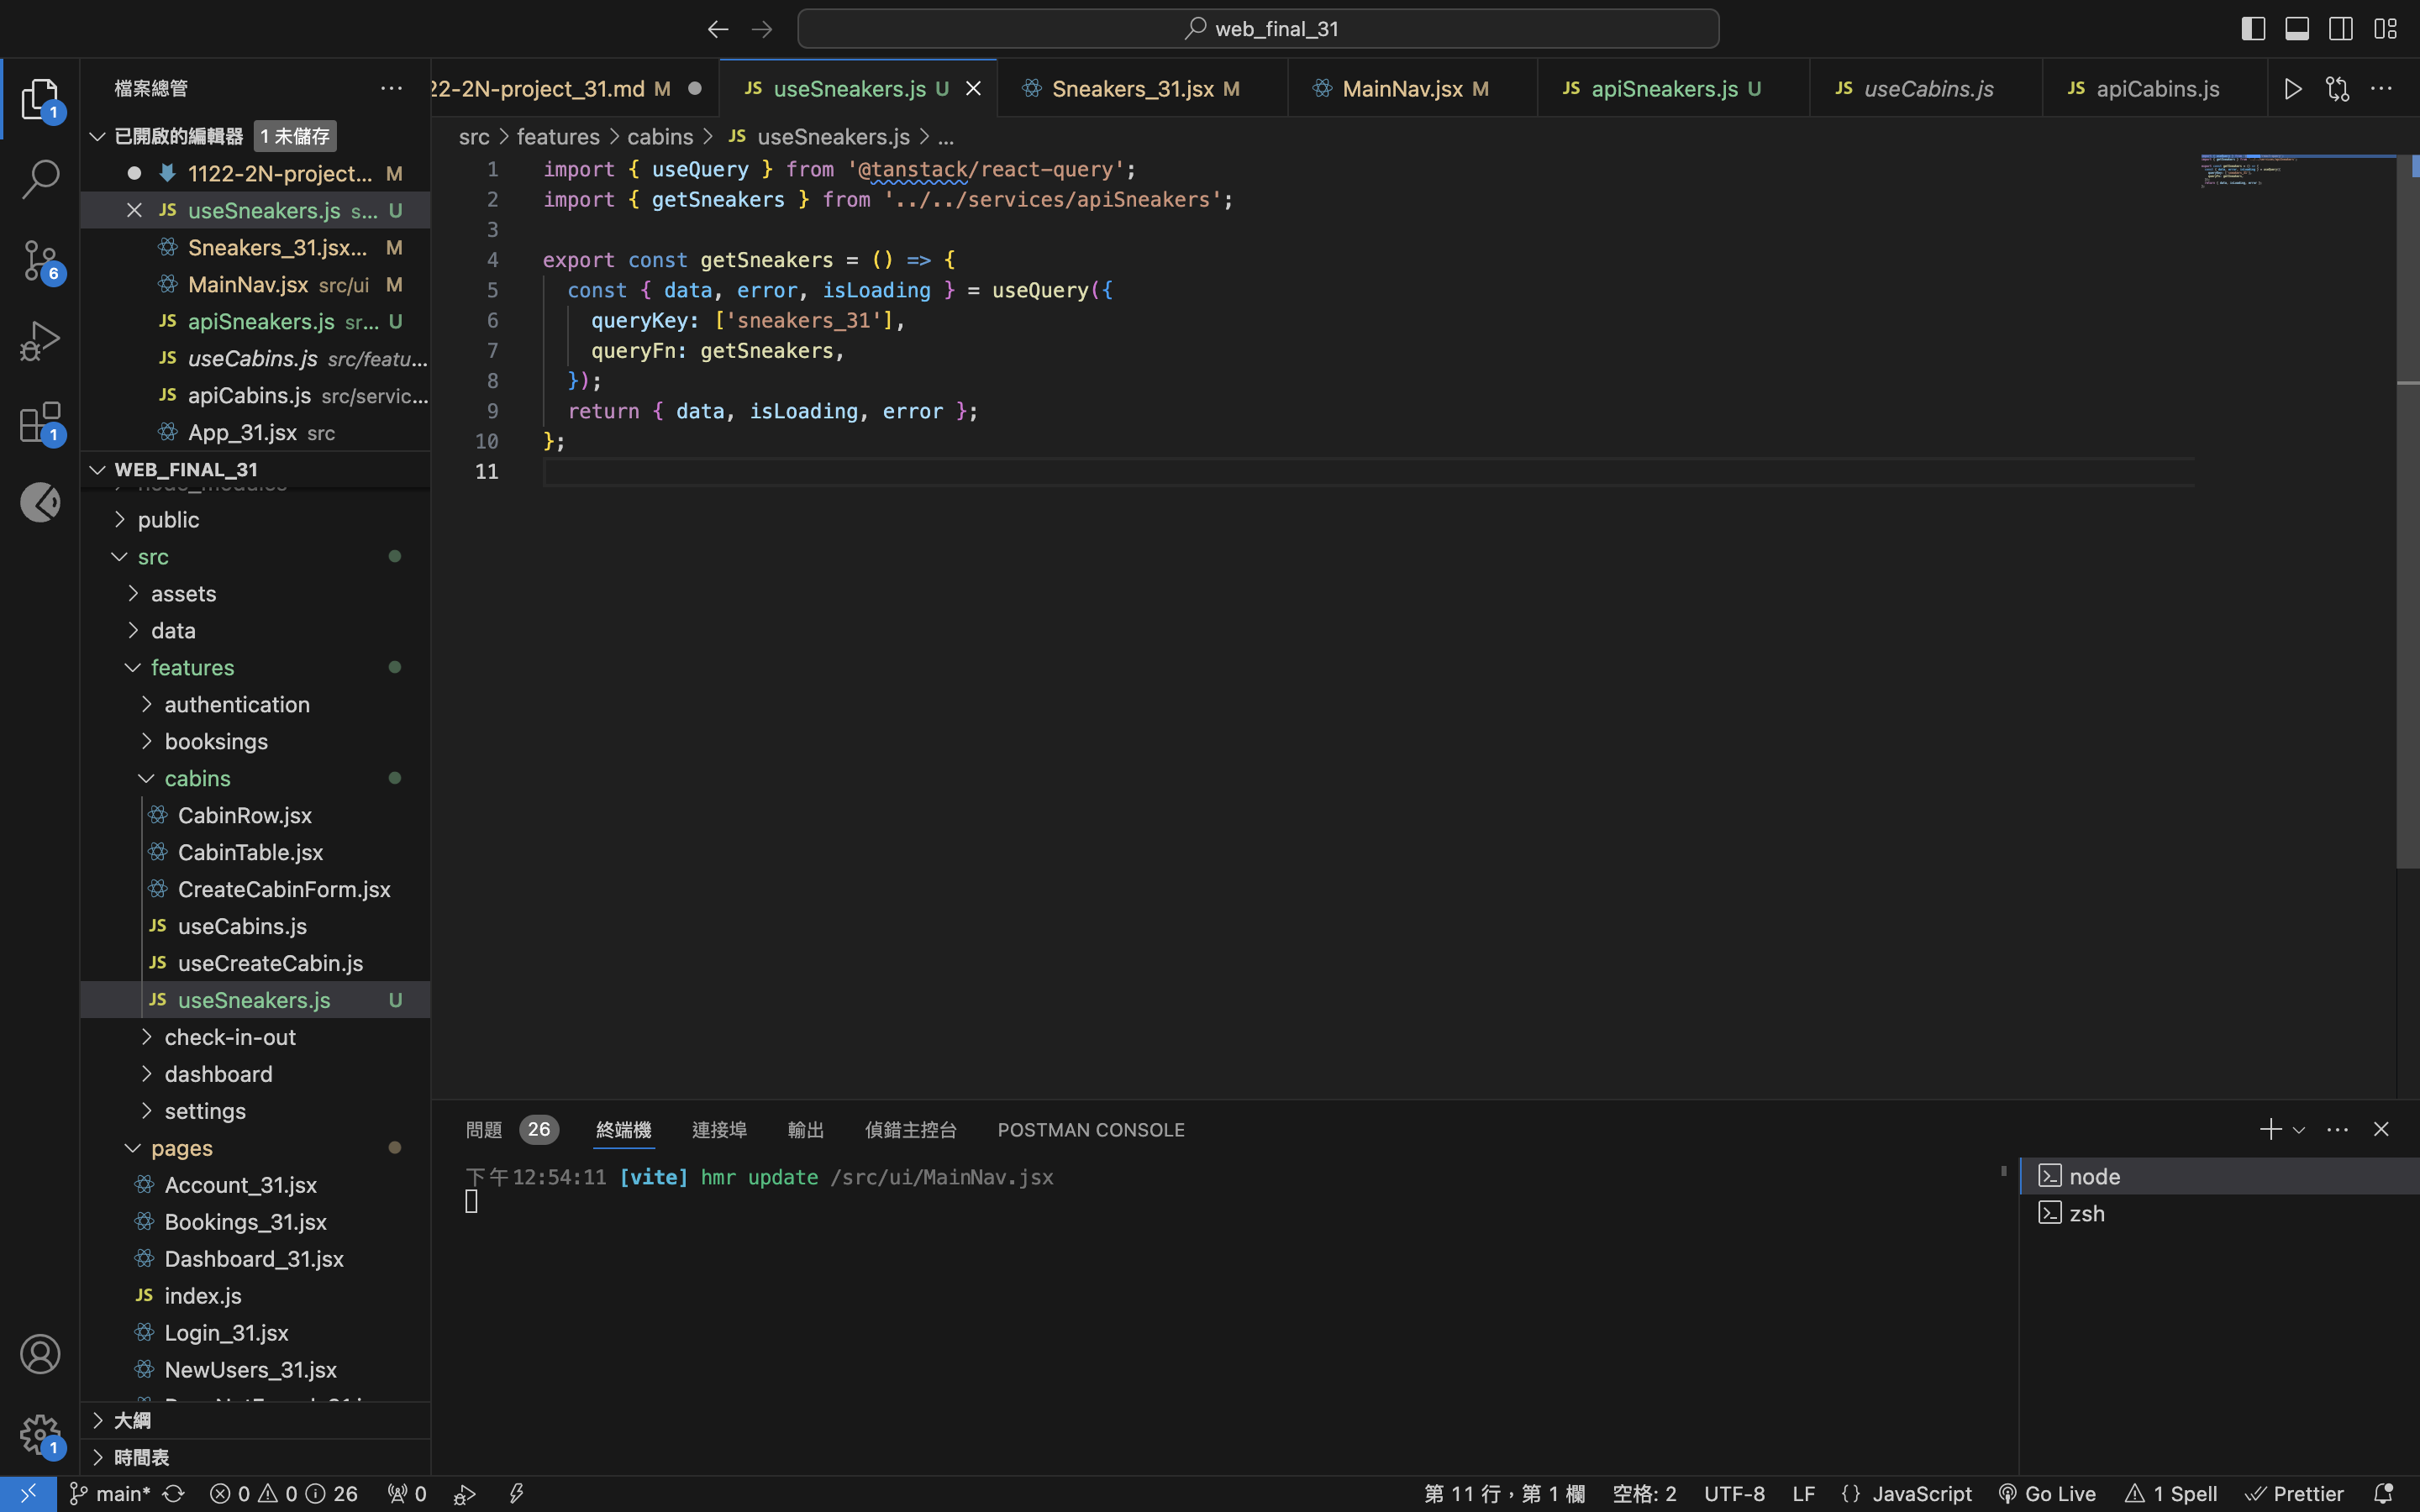 web_final_31
檔案總管
22-2N-project_31.md M
JS useSneakers.js U
Sneakers_31.jsx M
MainNav.jsx M
JS apiSneakers.js U
JS useCabins.js
JS apiCabins.js
已開啟的編輯器 1 未儲存
1122-2N-project... M
JS useSneakers.js s... U
Sneakers_31.jsx... M
MainNav.jsx src/ui M
JS apiSneakers.js sr... U
JS useCabins.js src/featu...
JS apiCabins.js src/servic...
App_31.jsx src
WEB_FINAL_31
node_modules
public
src
assets
data
features
authentication
booksings
cabins
CabinRow.jsx
CabinTable.jsx
CreateCabinForm.jsx
JS useCabins.js
JS useCreateCabin.js
JS useSneakers.js U
check-in-out
dashboard
settings
pages
Account_31.jsx
Bookings_31.jsx
Dashboard_31.jsx
JS index.js
Login_31.jsx
NewUsers_31.jsx
大綱
時間表
1
6
1
1
src > features > cabins > JS useSneakers.js > ...
1 import { useQuery } from '@tanstack/react-query';
2 import { getSneakers } from '../../services/apiSneakers';
3
4 export const getSneakers = () => {
5 const { data, error, isLoading } = useQuery({
6 queryKey: ['sneakers_31'],
7 queryFn: getSneakers,
8 });
9 return { data, isLoading, error };
10 };
11
問題 26 終端機 連接埠 輸出 偵錯主控台 POSTMAN CONSOLE
下午12:54:11 [vite] hmr update /src/ui/MainNav.jsx
node
zsh
main* 0 0 26 0
第 11 行，第 1 欄 空格: 2 UTF-8 LF {} JavaScript Go Live 1 Spell Prettier